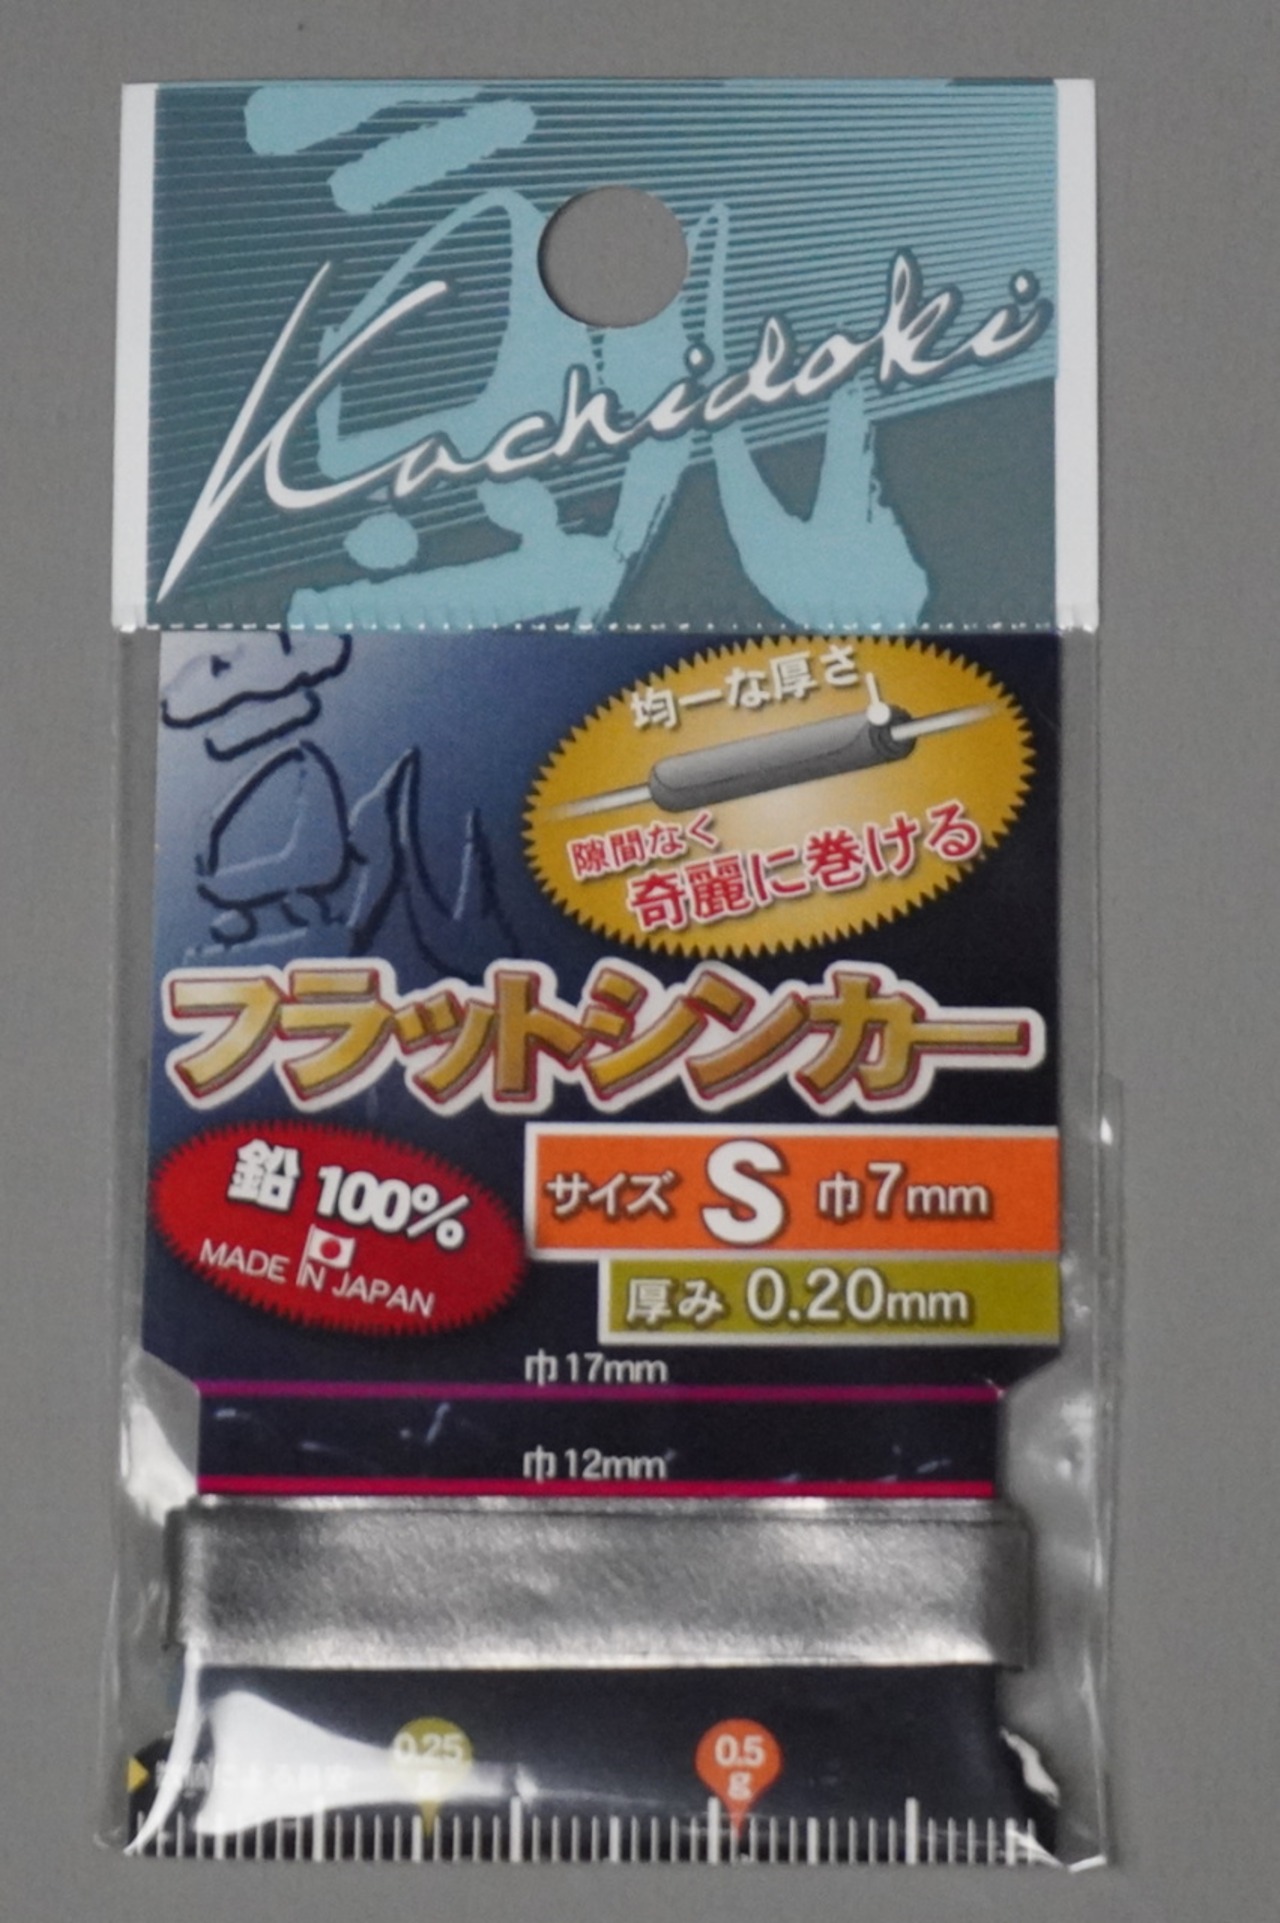 Kachidoki
均一な厚さ
隙間なく
奇麗に巻ける
フラットシンカー
鉛 100%
MADE IN JAPAN
サイズ S 巾7mm
厚み 0.20mm
巾17mm
巾12mm
0.25
g
0.5
g